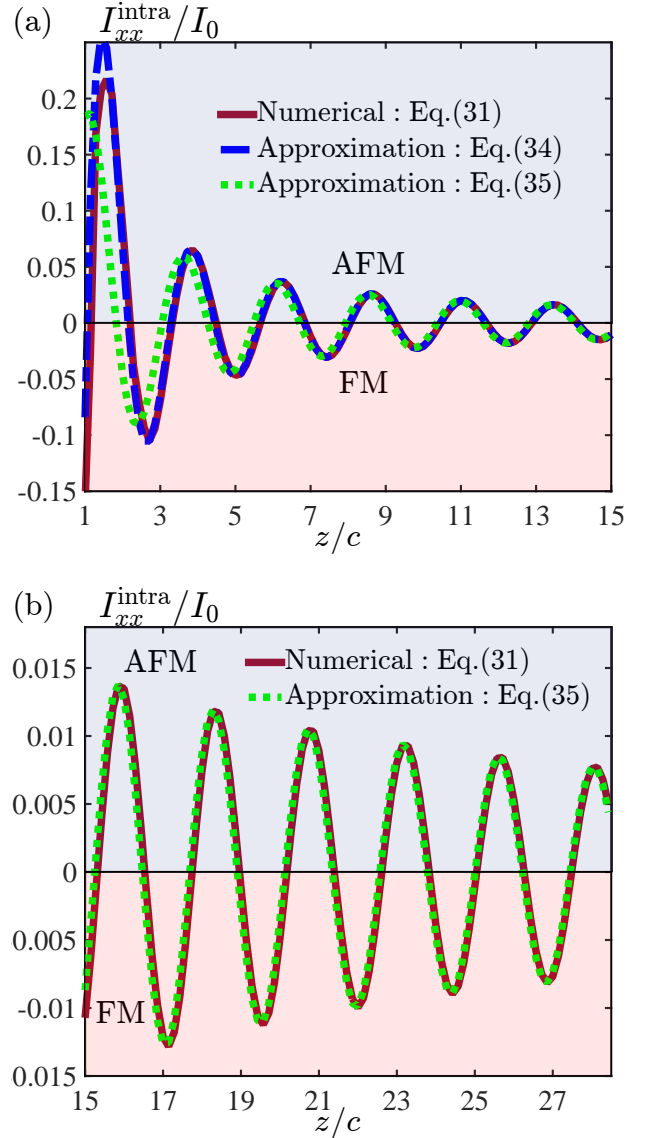 (a) I_{xx}^{intra}/I_0
0.2
Numerical : Eq.(31)
Approximation : Eq.(34)
0.15
Approximation : Eq.(35)
0.1
0.05
AFM
0
FM
-0.05
-0.1
-0.15
1 3 5 7 9 11 13 15
z/c
(b) I_{xx}^{intra}/I_0
AFM
Numerical : Eq.(31)
0.015
Approximation : Eq.(35)
0.01
0.005
0
0.005
-0.01
FM
0.015
15 17 19 21 23 25 27
z/c